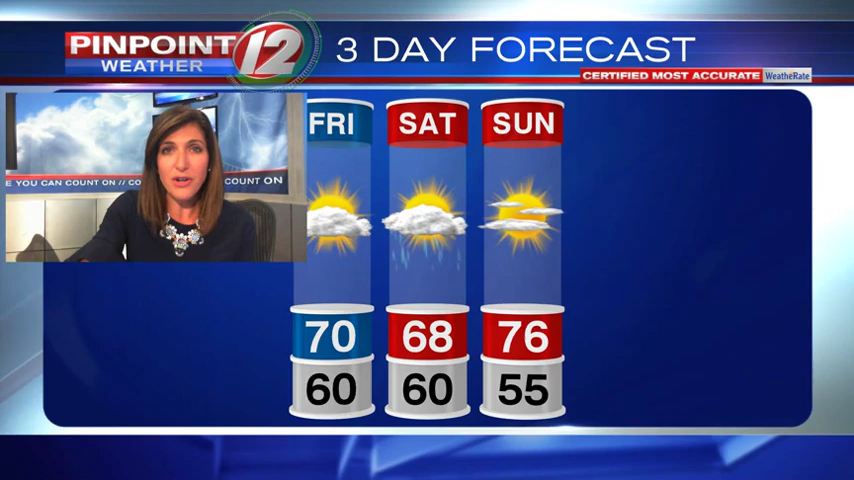 PINPOINT 12
WEATHER
3 DAY FORECAST
CERTIFIED MOST ACCURATE WeatheRate
FRI SAT SUN
E YOU CAN COUNT ON // CO COUNT ON
70 68 76
60 60 55